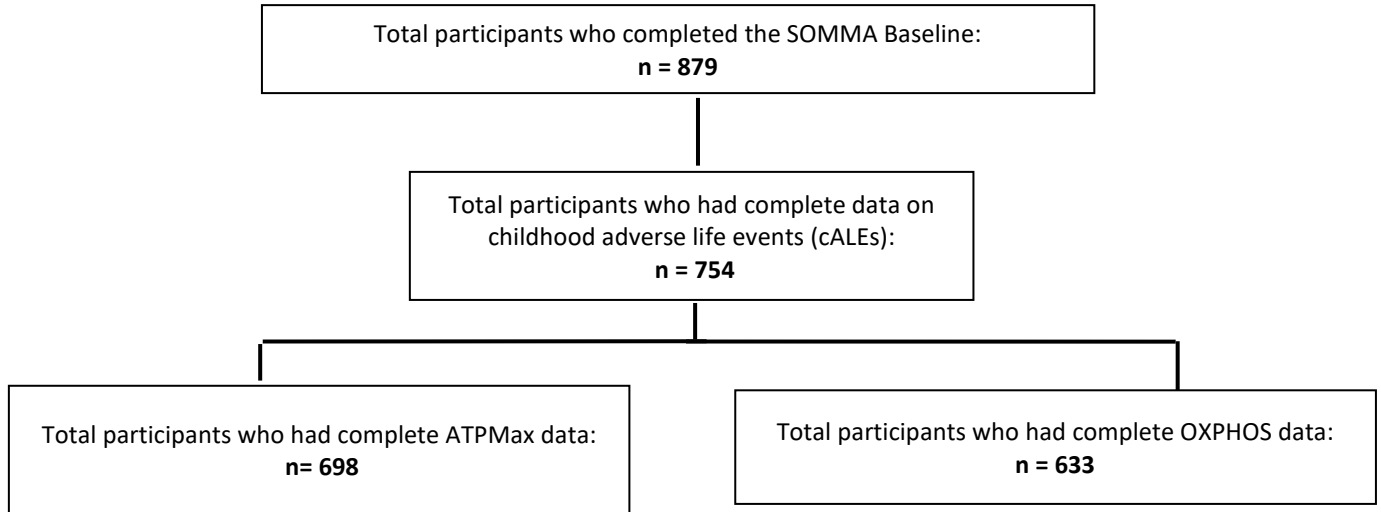 Total participants who completed the SOMMA Baseline:
n = 879
Total participants who had complete data on
childhood adverse life events (cALEs):
n = 754
Total participants who had complete ATPMax data:
n= 698
Total participants who had complete OXPHOS data:
n = 633